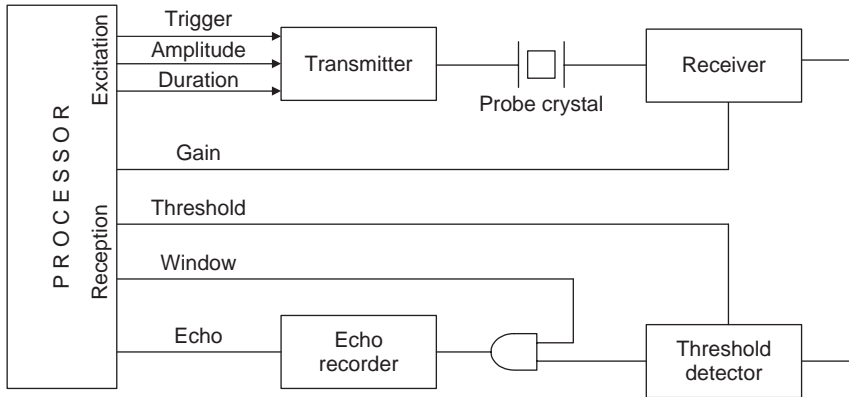 PROCESSOR
Excitation
Reception
Trigger
Amplitude
Duration
Transmitter
Probe crystal
Receiver
Gain
Threshold
Window
Echo
Echo
recorder
Threshold
detector